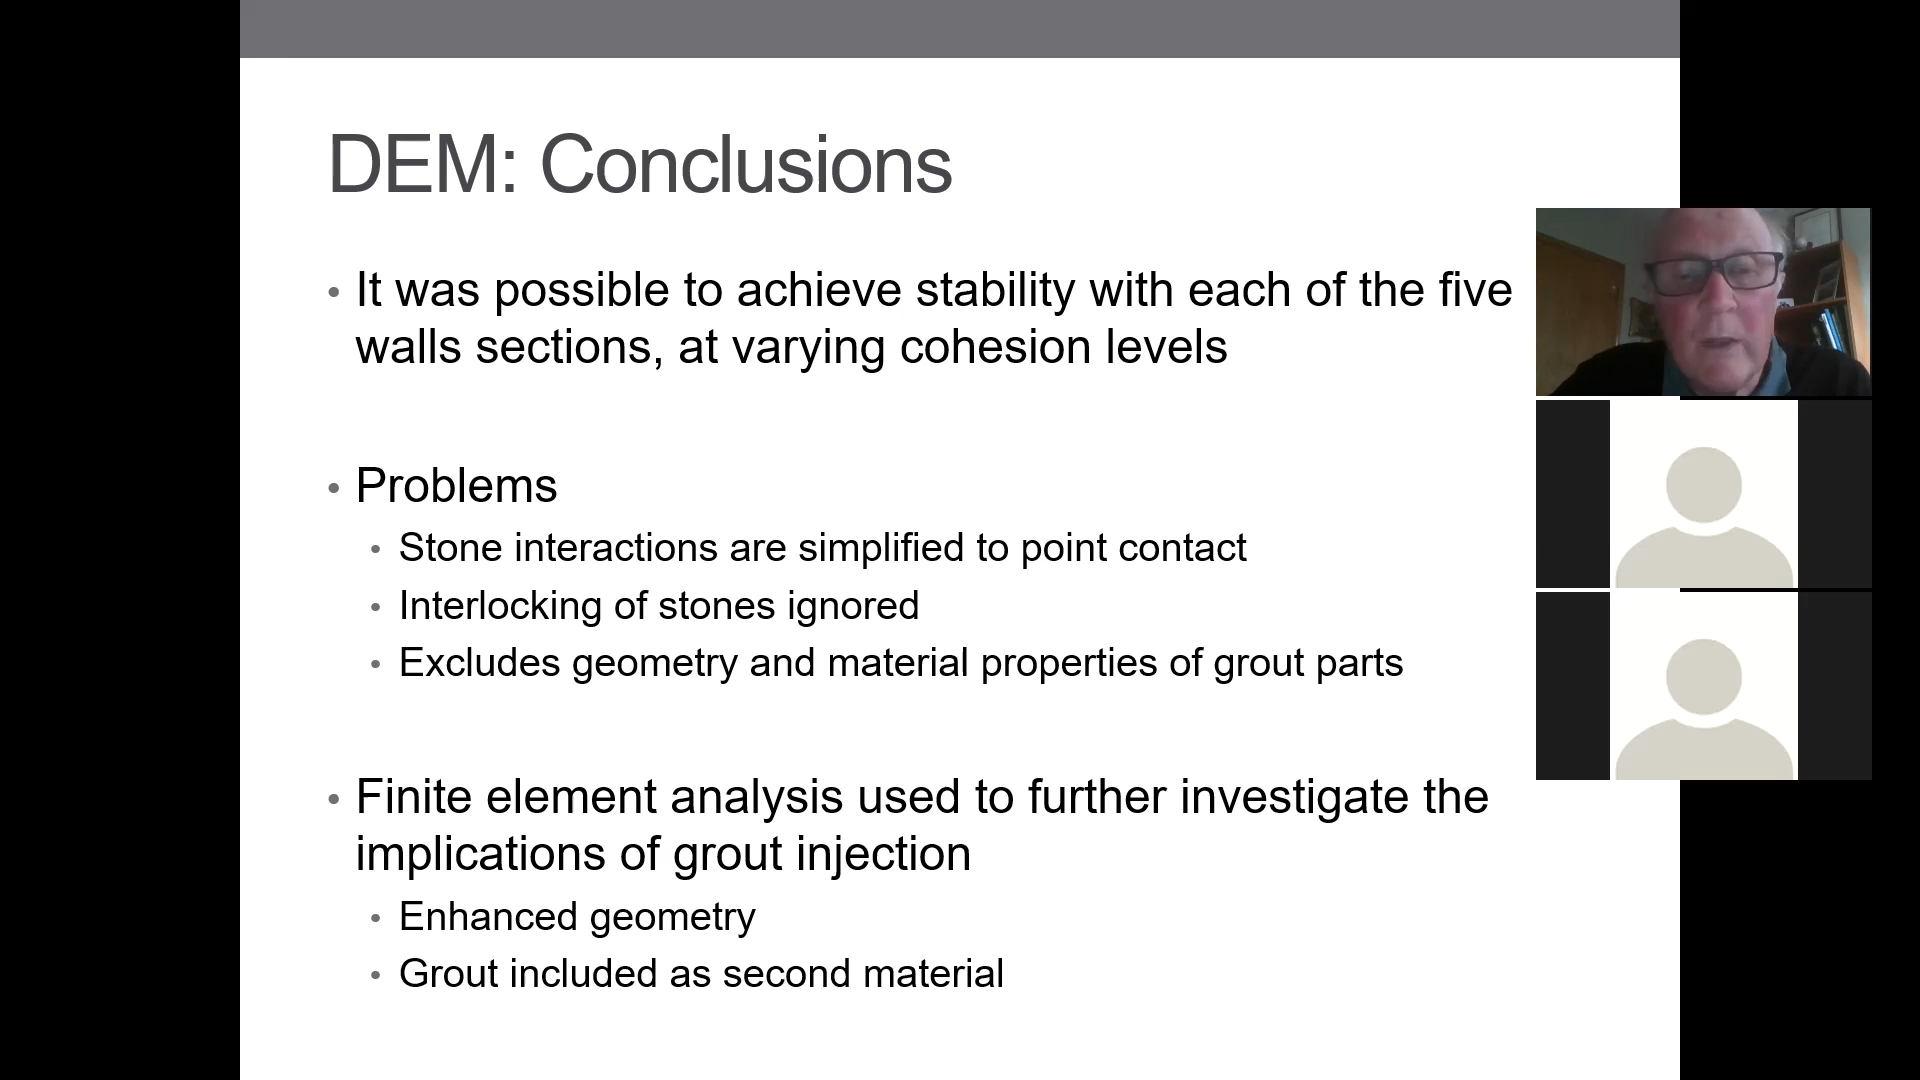 DEM: Conclusions
• It was possible to achieve stability with each of the five
walls sections, at varying cohesion levels
• Problems
• Stone interactions are simplified to point contact
• Interlocking of stones ignored
• Excludes geometry and material properties of grout parts
• Finite element analysis used to further investigate the
implications of grout injection
• Enhanced geometry
• Grout included as second material